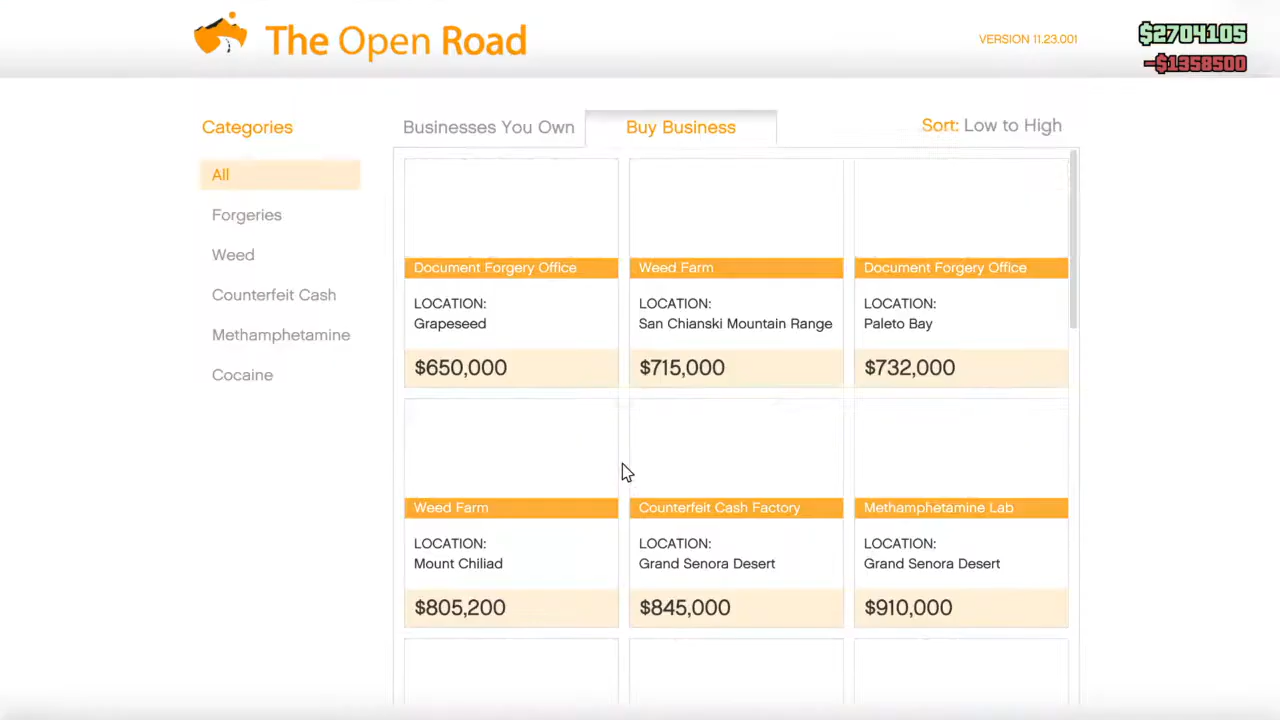 The Open Road
VERSION 11.23.001
$2704105
-$1358500
Categories
All
Forgeries
Weed
Counterfeit Cash
Methamphetamine
Cocaine
Businesses You Own
Buy Business
Sort: Low to High
Document Forgery Office
LOCATION:
Grapeseed
$650,000
Weed Farm
LOCATION:
San Chianski Mountain Range
$715,000
Document Forgery Office
LOCATION:
Paleto Bay
$732,000
Weed Farm
LOCATION:
Mount Chiliad
$805,200
Counterfeit Cash Factory
LOCATION:
Grand Senora Desert
$845,000
Methamphetamine Lab
LOCATION:
Grand Senora Desert
$910,000